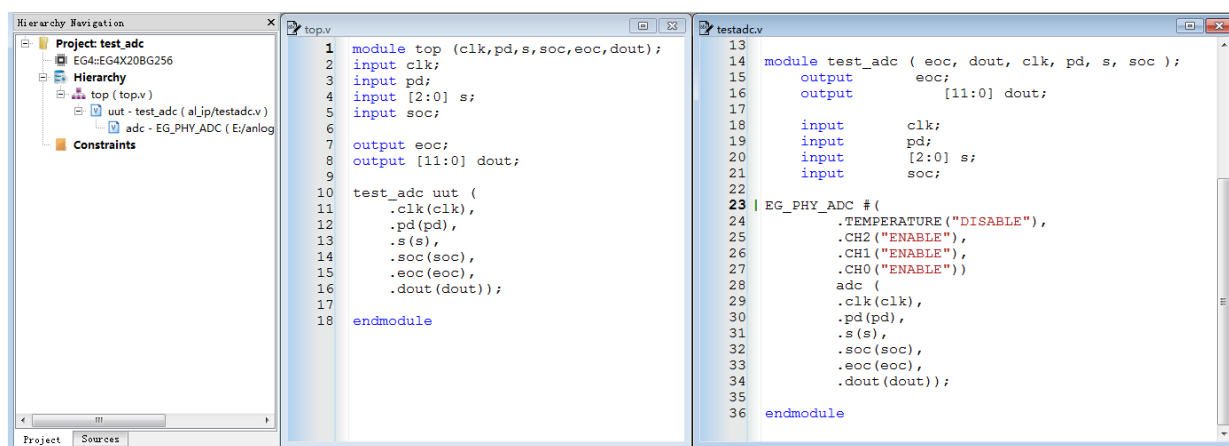 Hierarchy Navigation
Project: test_adc
EG4::EG4X20BG256
Hierarchy
top ( top.v )
uut - test_adc ( al_ip/testadc.v )
adc - EG_PHY_ADC ( E:/anlog
Constraints
Project Sources
top.v
1 module top (clk,pd,s,soc,eoc,dout);
2 input clk;
3 input pd;
4 input [2:0] s;
5 input soc;
6
7 output eoc;
8 output [11:0] dout;
9
10 test_adc uut (
11 .clk(clk),
12 .pd(pd),
13 .s(s),
14 .soc(soc),
15 .eoc(eoc),
16 .dout(dout));
17
18 endmodule
testadc.v
13
14 module test_adc ( eoc, dout, clk, pd, s, soc );
15 output eoc;
16 output [11:0] dout;
17
18 input clk;
19 input pd;
20 input [2:0] s;
21 input soc;
22
23 EG_PHY_ADC #(
24 .TEMPERATURE("DISABLE"),
25 .CH2("ENABLE"),
26 .CH1("ENABLE"),
27 .CH0("ENABLE"))
28 adc (
29 .clk(clk),
30 .pd(pd),
31 .s(s),
32 .soc(soc),
33 .eoc(eoc),
34 .dout(dout));
35
36 endmodule